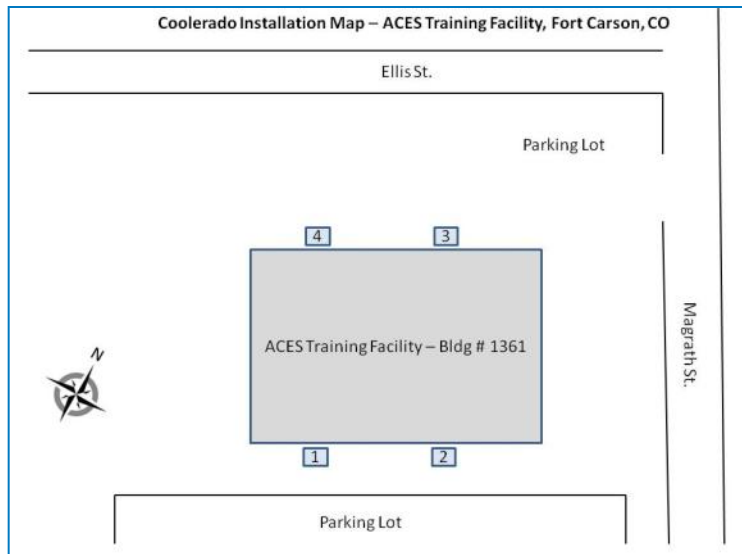 Coolerado Installation Map – ACES Training Facility, Fort Carson, CO
Ellis St.
Parking Lot
4
3
ACES Training Facility – Bldg # 1361
Magrath St.
N
1
2
Parking Lot